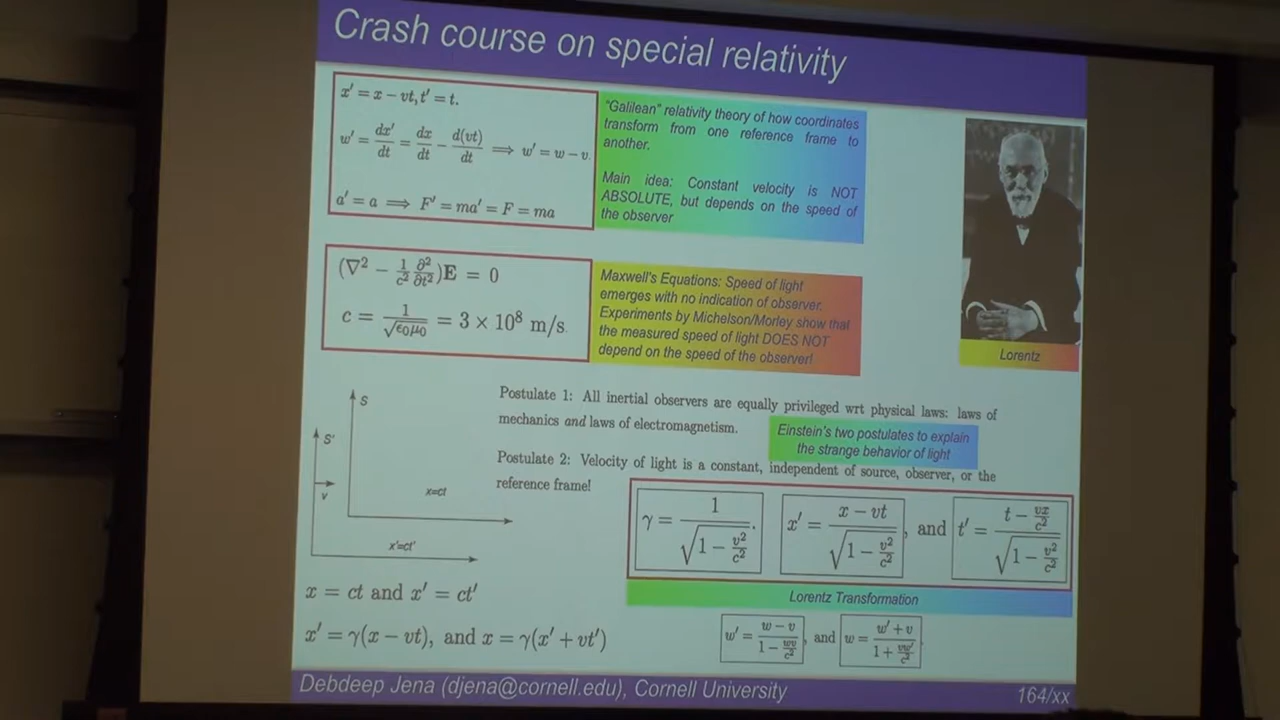 Crash course on special relativity
x′ = x − vt, t′ = t.
w′ = dx′/dt = dx/dt − d(vt)/dt ⟹ w′ = w − v.
a′ = a ⟹ F′ = ma′ = F = ma
"Galilean" relativity theory of how coordinates
transform from one reference frame to
another.
Main idea: Constant velocity is NOT
ABSOLUTE, but depends on the speed of
the observer
Lorentz
(∇² − 1/c² ∂²/∂t²)E = 0
c = 1/√(ε₀μ₀) = 3 × 10⁸ m/s.
Maxwell's Equations: Speed of light
emerges with no indication of observer.
Experiments by Michelson/Morley show that
the measured speed of light DOES NOT
depend on the speed of the observer!
S
S'
v
x=ct
x'=ct'
Postulate 1: All inertial observers are equally privileged wrt physical laws: laws of
mechanics and laws of electromagnetism.
Einstein's two postulates to explain
the strange behavior of light
Postulate 2: Velocity of light is a constant, independent of source, observer, or the
reference frame!
γ = 1/√(1 − v²/c²). x′ = (x − vt)/√(1 − v²/c²), and t′ = (t − vx/c²)/√(1 − v²/c²)
Lorentz Transformation
x = ct and x′ = ct′
x′ = γ(x − vt), and x = γ(x′ + vt′)
w′ = (w − v)/(1 − wv/c²), and w = (w′ + v)/(1 + vw′/c²).
Debdeep Jena (djena@cornell.edu), Cornell University
164/xx